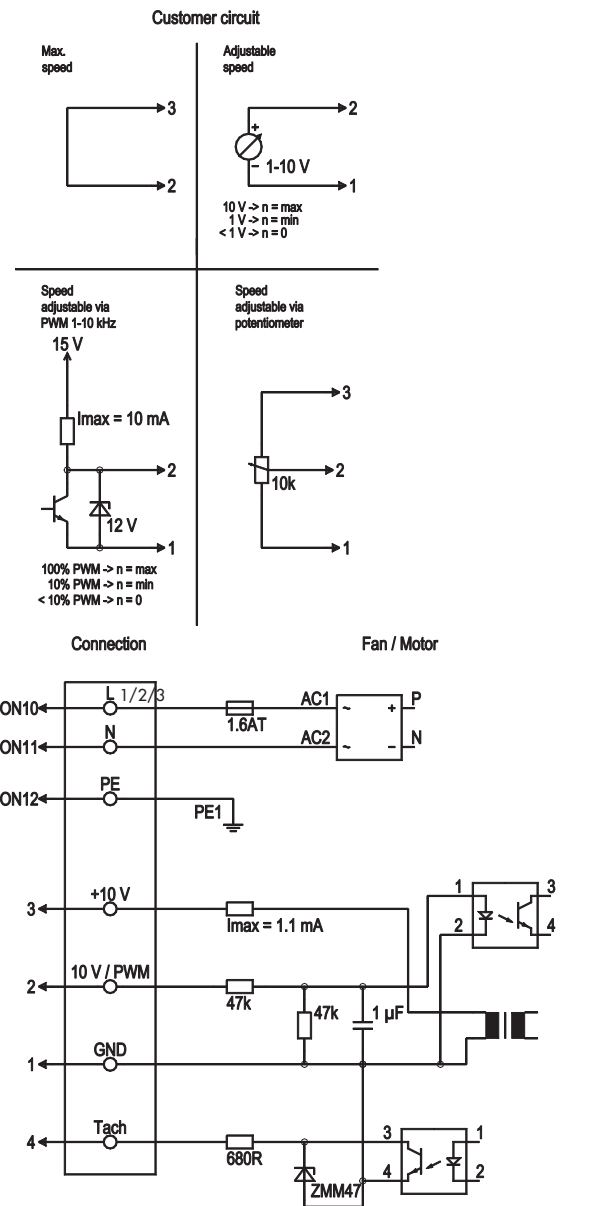 Customer circuit
Max.
speed
3
2
Adjustable
speed
2
+
1-10 V
−
1
10 V -> n = max
1 V -> n = min
< 1 V -> n = 0
Speed
adjustable via
PWM 1-10 kHz
15 V
Imax = 10 mA
2
12 V
1
100% PWM -> n = max
10% PWM -> n = min
< 10% PWM -> n = 0
Speed
adjustable via
potentiometer
3
2
10k
1
Connection
Fan / Motor
ON10 L 1/2/3 1.6AT AC1 ~ + P
ON11 N AC2 ~ − N
ON12 PE PE1
3 +10 V Imax = 1.1 mA
1 3
2 4
2 10 V / PWM 47k 47k 1 µF
1 GND
4 Tach 680R ZMM47
3 1
4 2